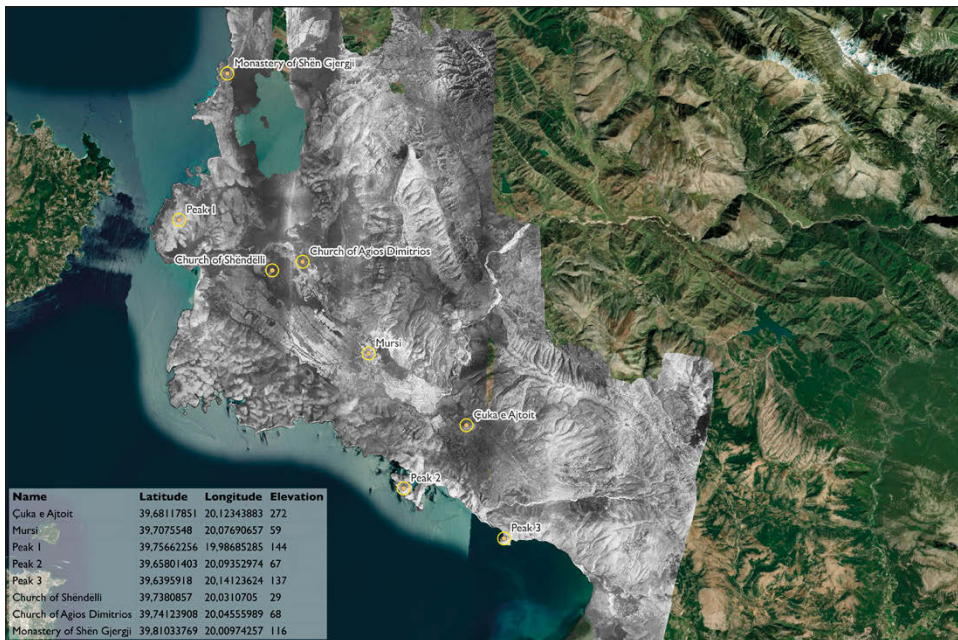 Monastery of Shën Gjergji
Peak 1
Church of Agios Dimitrios
Church of Shëndëlli
Mursi
Çuka e Ajtoit
Peak 2
Peak 3
Name Latitude Longitude Elevation
Çuka e Ajtoit 39,68117851 20,12343883 272
Mursi 39,7075548 20,07690657 59
Peak 1 39,75662256 19,98685285 144
Peak 2 39,65801403 20,09352974 67
Peak 3 39,6395918 20,14123624 137
Church of Shëndelli 39,7380857 20,0310705 29
Church of Agios Dimitrios 39,74123908 20,04555989 68
Monastery of Shën Gjergji 39,81033769 20,00974257 116